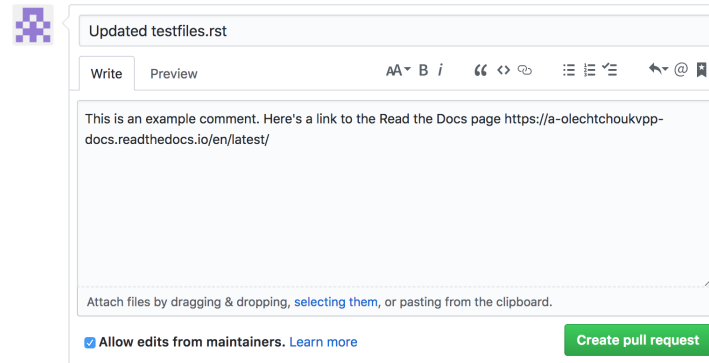 Updated testfiles.rst
Write Preview AA B i
This is an example comment. Here's a link to the Read the Docs page https://a-olechtchoukvpp-
docs.readthedocs.io/en/latest/
Attach files by dragging & dropping, selecting them, or pasting from the clipboard.
Allow edits from maintainers. Learn more
Create pull request